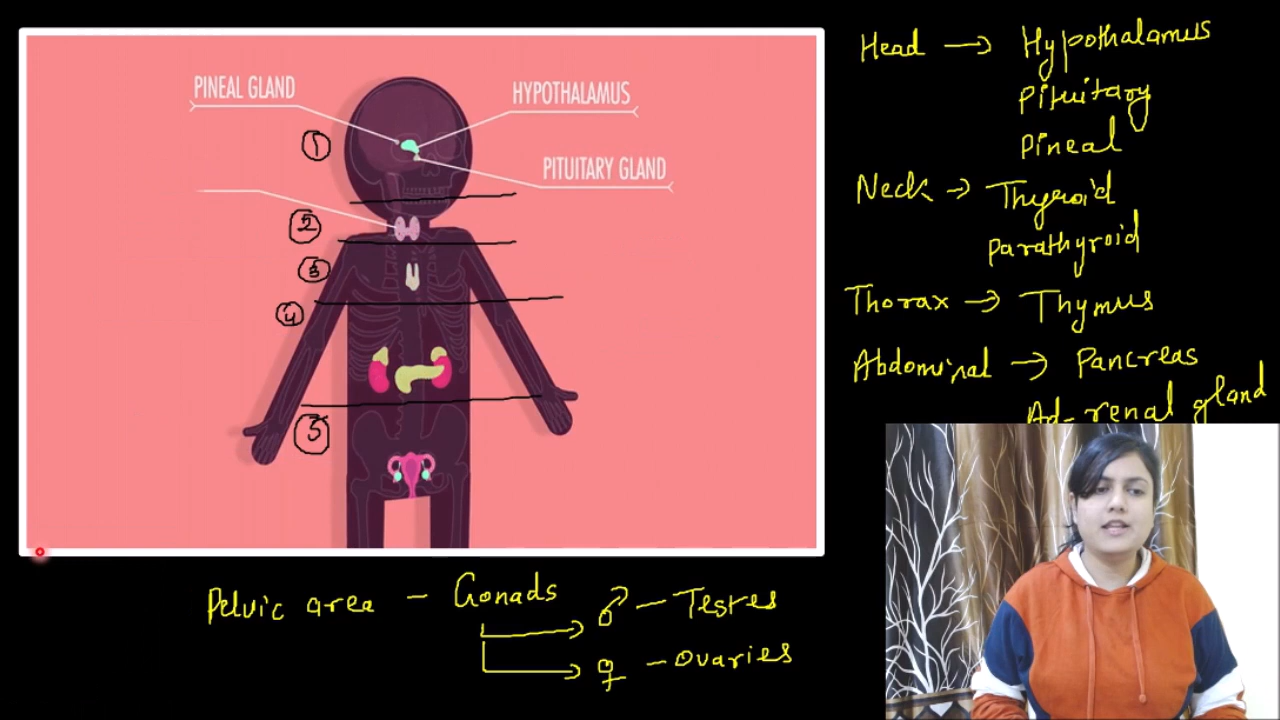 PINEAL GLAND
HYPOTHALAMUS
PITUITARY GLAND
1
2
3
4
5
Head → Hypothalamus
Pituitary
Pineal
Neck → Thyroid
Parathyroid
Thorax → Thymus
Abdominal → Pancreas
Ad-renal gland
Pelvic area - Gonads
♂ - Testes
♀ - Ovaries